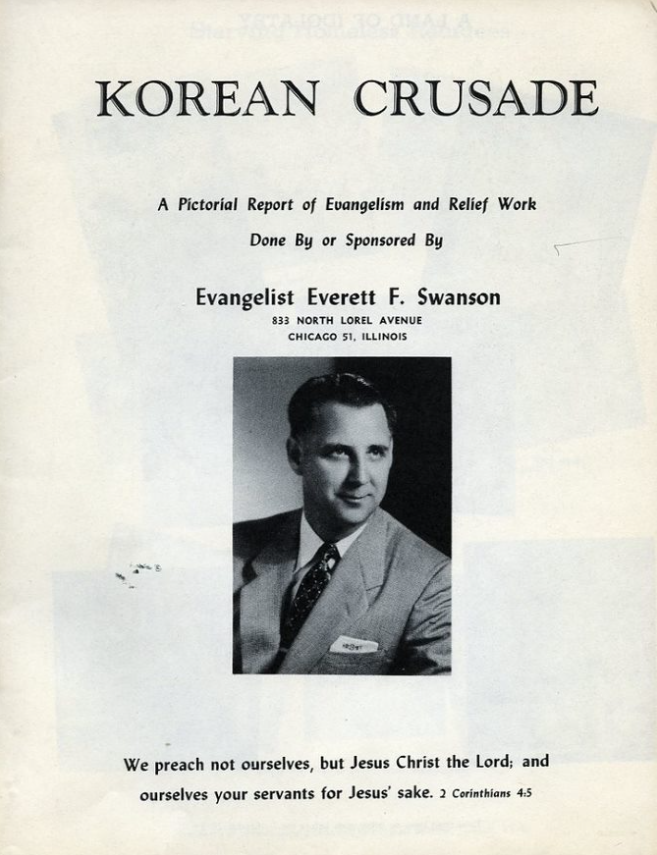 KOREAN CRUSADE
A Pictorial Report of Evangelism and Relief Work
Done By or Sponsored By
Evangelist Everett F. Swanson
833 NORTH LOREL AVENUE
CHICAGO 51, ILLINOIS
We preach not ourselves, but Jesus Christ the Lord; and
ourselves your servants for Jesus' sake. 2 Corinthians 4:5